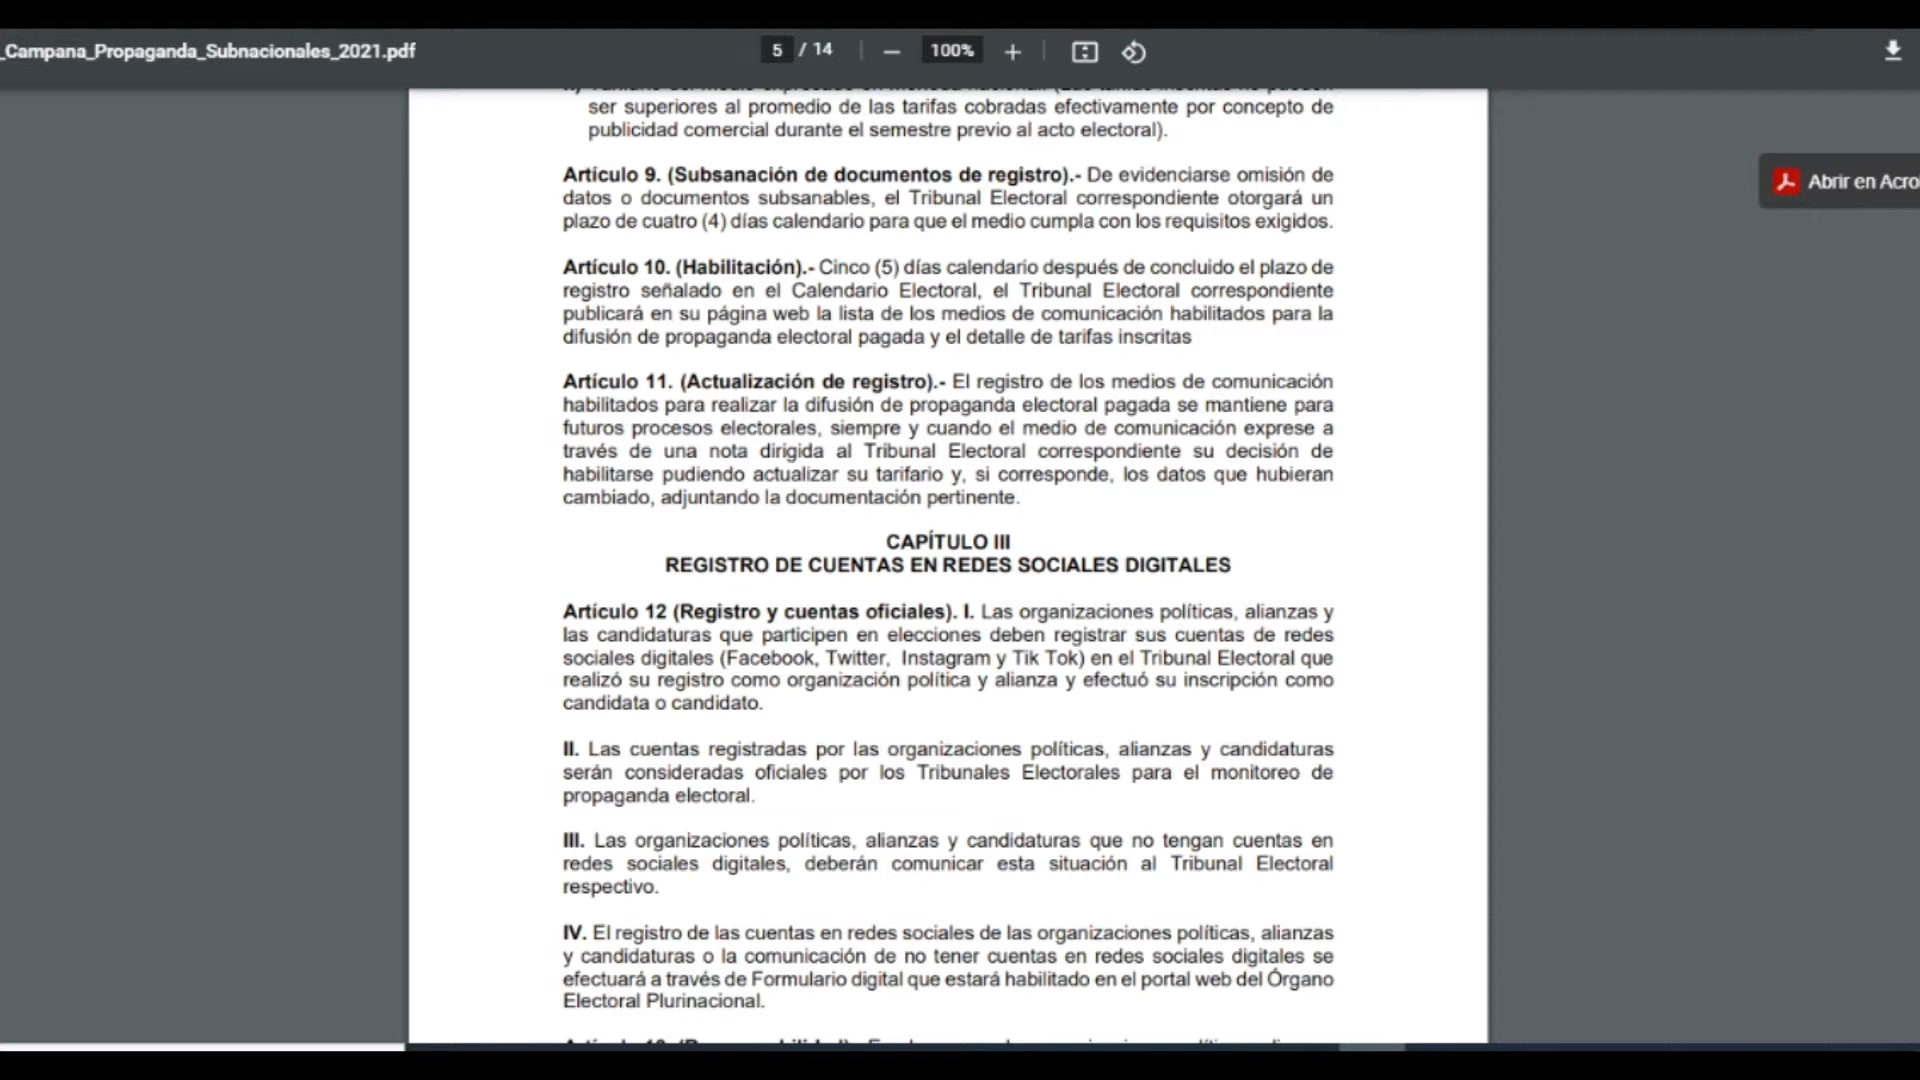 _Campana_Propaganda_Subnacionales_2021.pdf
5 / 14
100%
Abrir en Acro
ser superiores al promedio de las tarifas cobradas efectivamente por concepto de
publicidad comercial durante el semestre previo al acto electoral).
Artículo 9. (Subsanación de documentos de registro).- De evidenciarse omisión de
datos o documentos subsanables, el Tribunal Electoral correspondiente otorgará un
plazo de cuatro (4) días calendario para que el medio cumpla con los requisitos exigidos.
Artículo 10. (Habilitación).- Cinco (5) días calendario después de concluido el plazo de
registro señalado en el Calendario Electoral, el Tribunal Electoral correspondiente
publicará en su página web la lista de los medios de comunicación habilitados para la
difusión de propaganda electoral pagada y el detalle de tarifas inscritas
Artículo 11. (Actualización de registro).- El registro de los medios de comunicación
habilitados para realizar la difusión de propaganda electoral pagada se mantiene para
futuros procesos electorales, siempre y cuando el medio de comunicación exprese a
través de una nota dirigida al Tribunal Electoral correspondiente su decisión de
habilitarse pudiendo actualizar su tarifario y, si corresponde, los datos que hubieran
cambiado, adjuntando la documentación pertinente.
CAPÍTULO III
REGISTRO DE CUENTAS EN REDES SOCIALES DIGITALES
Artículo 12 (Registro y cuentas oficiales). I. Las organizaciones políticas, alianzas y
las candidaturas que participen en elecciones deben registrar sus cuentas de redes
sociales digitales (Facebook, Twitter, Instagram y Tik Tok) en el Tribunal Electoral que
realizó su registro como organización política y alianza y efectuó su inscripción como
candidata o candidato.
II. Las cuentas registradas por las organizaciones políticas, alianzas y candidaturas
serán consideradas oficiales por los Tribunales Electorales para el monitoreo de
propaganda electoral.
III. Las organizaciones políticas, alianzas y candidaturas que no tengan cuentas en
redes sociales digitales, deberán comunicar esta situación al Tribunal Electoral
respectivo.
IV. El registro de las cuentas en redes sociales de las organizaciones políticas, alianzas
y candidaturas o la comunicación de no tener cuentas en redes sociales digitales se
efectuará a través de Formulario digital que estará habilitado en el portal web del Órgano
Electoral Plurinacional.